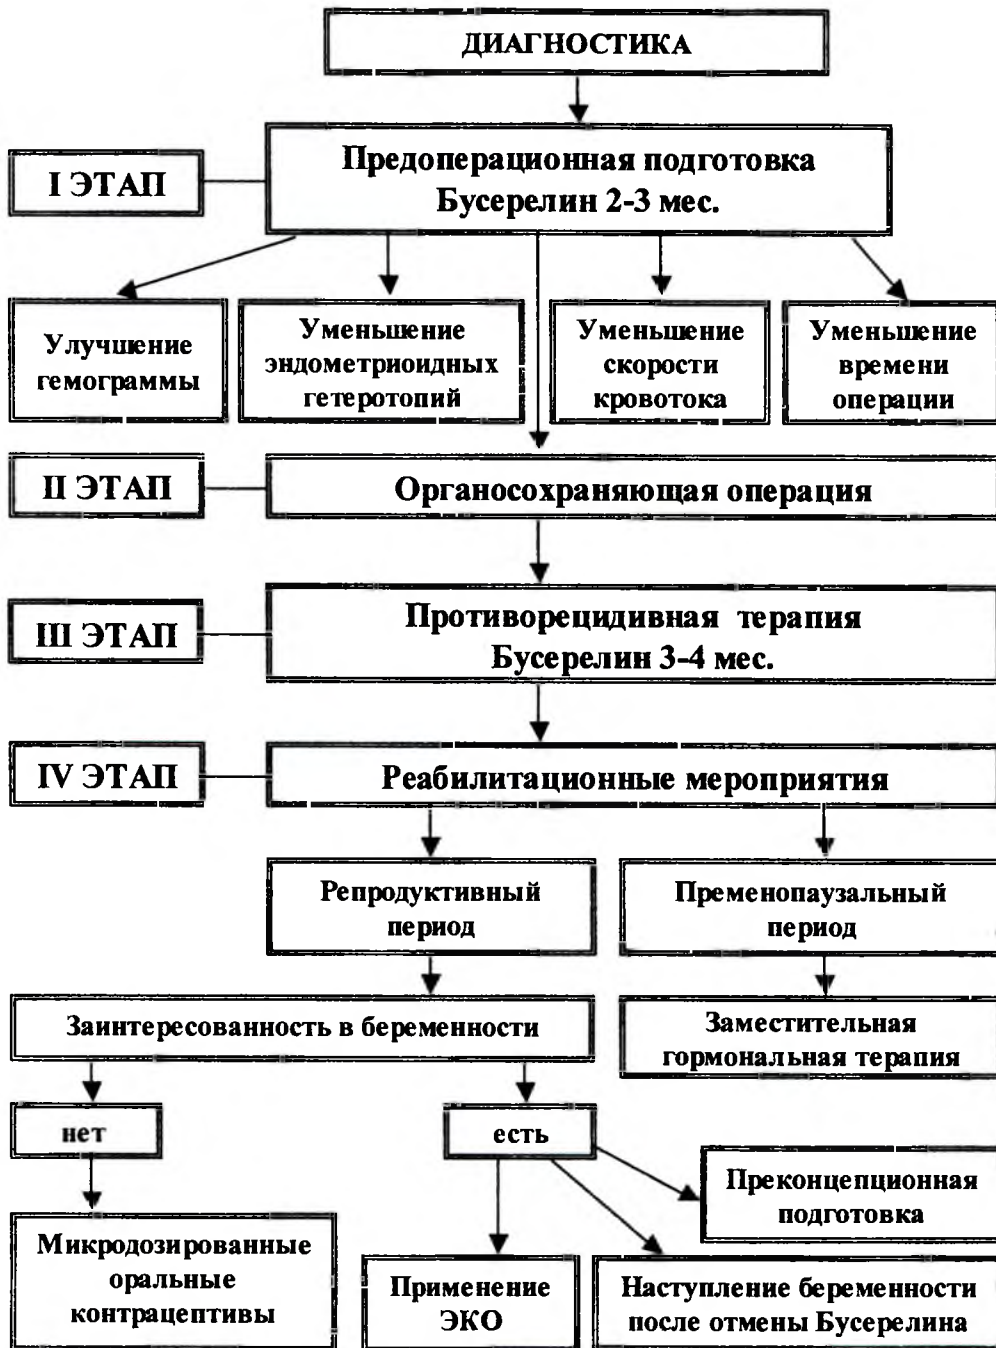 ДИАГНОСТИКА
I ЭТАП
Предоперационная подготовка
Бусерелин 2-3 мес.
Улучшение
гемограммы
Уменьшение
эндометриоидных
гетеротопий
Уменьшение
скорости
кровотока
Уменьшение
времени
операции
II ЭТАП
Органосохраняющая операция
III ЭТАП
Противорецидивная терапия
Бусерелин 3-4 мес.
IV ЭТАП
Реабилитационные мероприятия
Репродуктивный
период
Пременопаузальный
период
Заинтересованность в беременности
Заместительная
гормональная терапия
нет
есть
Преконцепционная
подготовка
Микродозированные
оральные
контрацептивы
Применение
ЭКО
Наступление беременности
после отмены Бусерелина